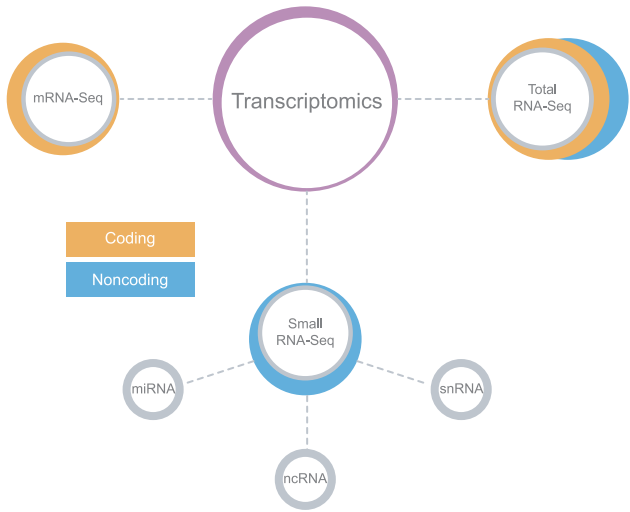 mRNA-Seq
Transcriptomics
Total
RNA-Seq
Coding
Noncoding
Small
RNA-Seq
miRNA
snRNA
ncRNA